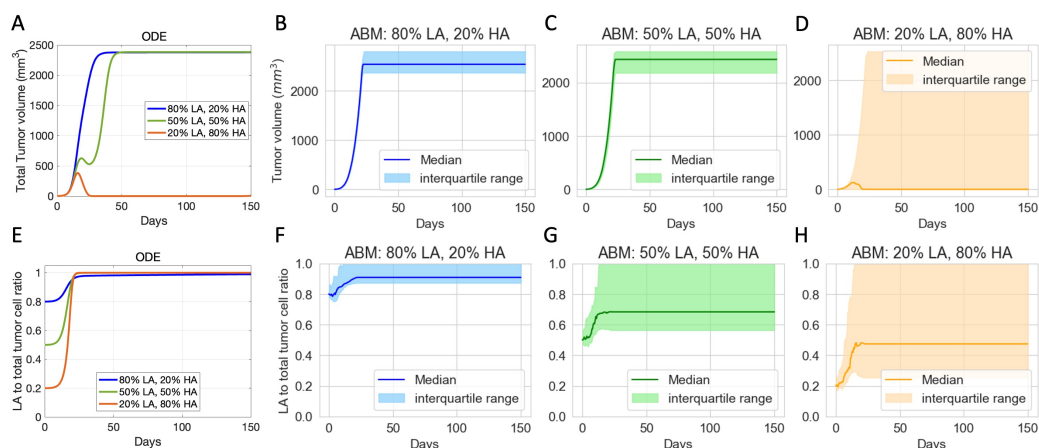 A
ODE
Total Tumor volume (mm³)
2500
2000
1500
1000
500
0
80% LA, 20% HA
50% LA, 50% HA
20% LA, 80% HA
0 50 100 150
Days
B
ABM: 80% LA, 20% HA
Tumor volume (mm³)
2000
1000
0
Median
interquartile range
0 50 100 150
Days
C
ABM: 50% LA, 50% HA
2000
1000
0
Median
interquartile range
0 50 100 150
Days
D
ABM: 20% LA, 80% HA
2000
1000
0
Median
interquartile range
0 50 100 150
Days
E
ODE
LA to total tumor cell ratio
1
0.8
0.6
0.4
0.2
0
80% LA, 20% HA
50% LA, 50% HA
20% LA, 80% HA
0 50 100 150
Days
F
ABM: 80% LA, 20% HA
1.0
0.8
0.6
0.4
0.2
0.0
Median
interquartile range
0 50 100 150
Days
G
ABM: 50% LA, 50% HA
1.0
0.8
0.6
0.4
0.2
0.0
Median
interquartile range
0 50 100 150
Days
H
ABM: 20% LA, 80% HA
1.0
0.8
0.6
0.4
0.2
0.0
Median
interquartile range
0 50 100 150
Days